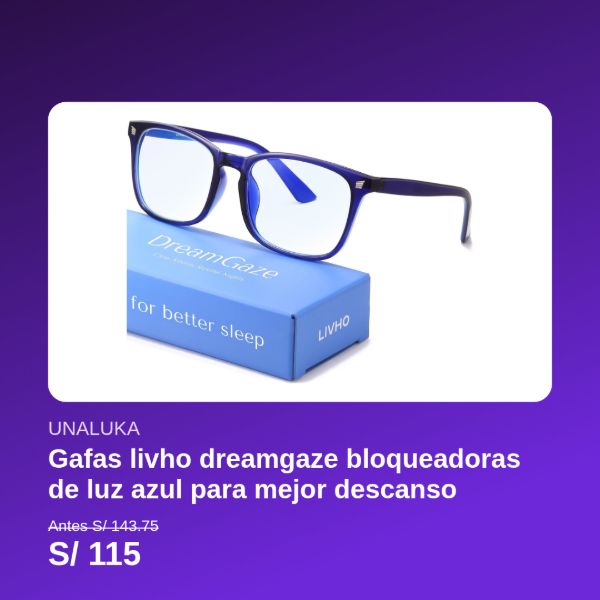 DreamGaze
for better sleep
LIVHO
UNALUKA
Gafas livho dreamgaze bloqueadoras
de luz azul para mejor descanso
Antes S/ 143.75
S/ 115